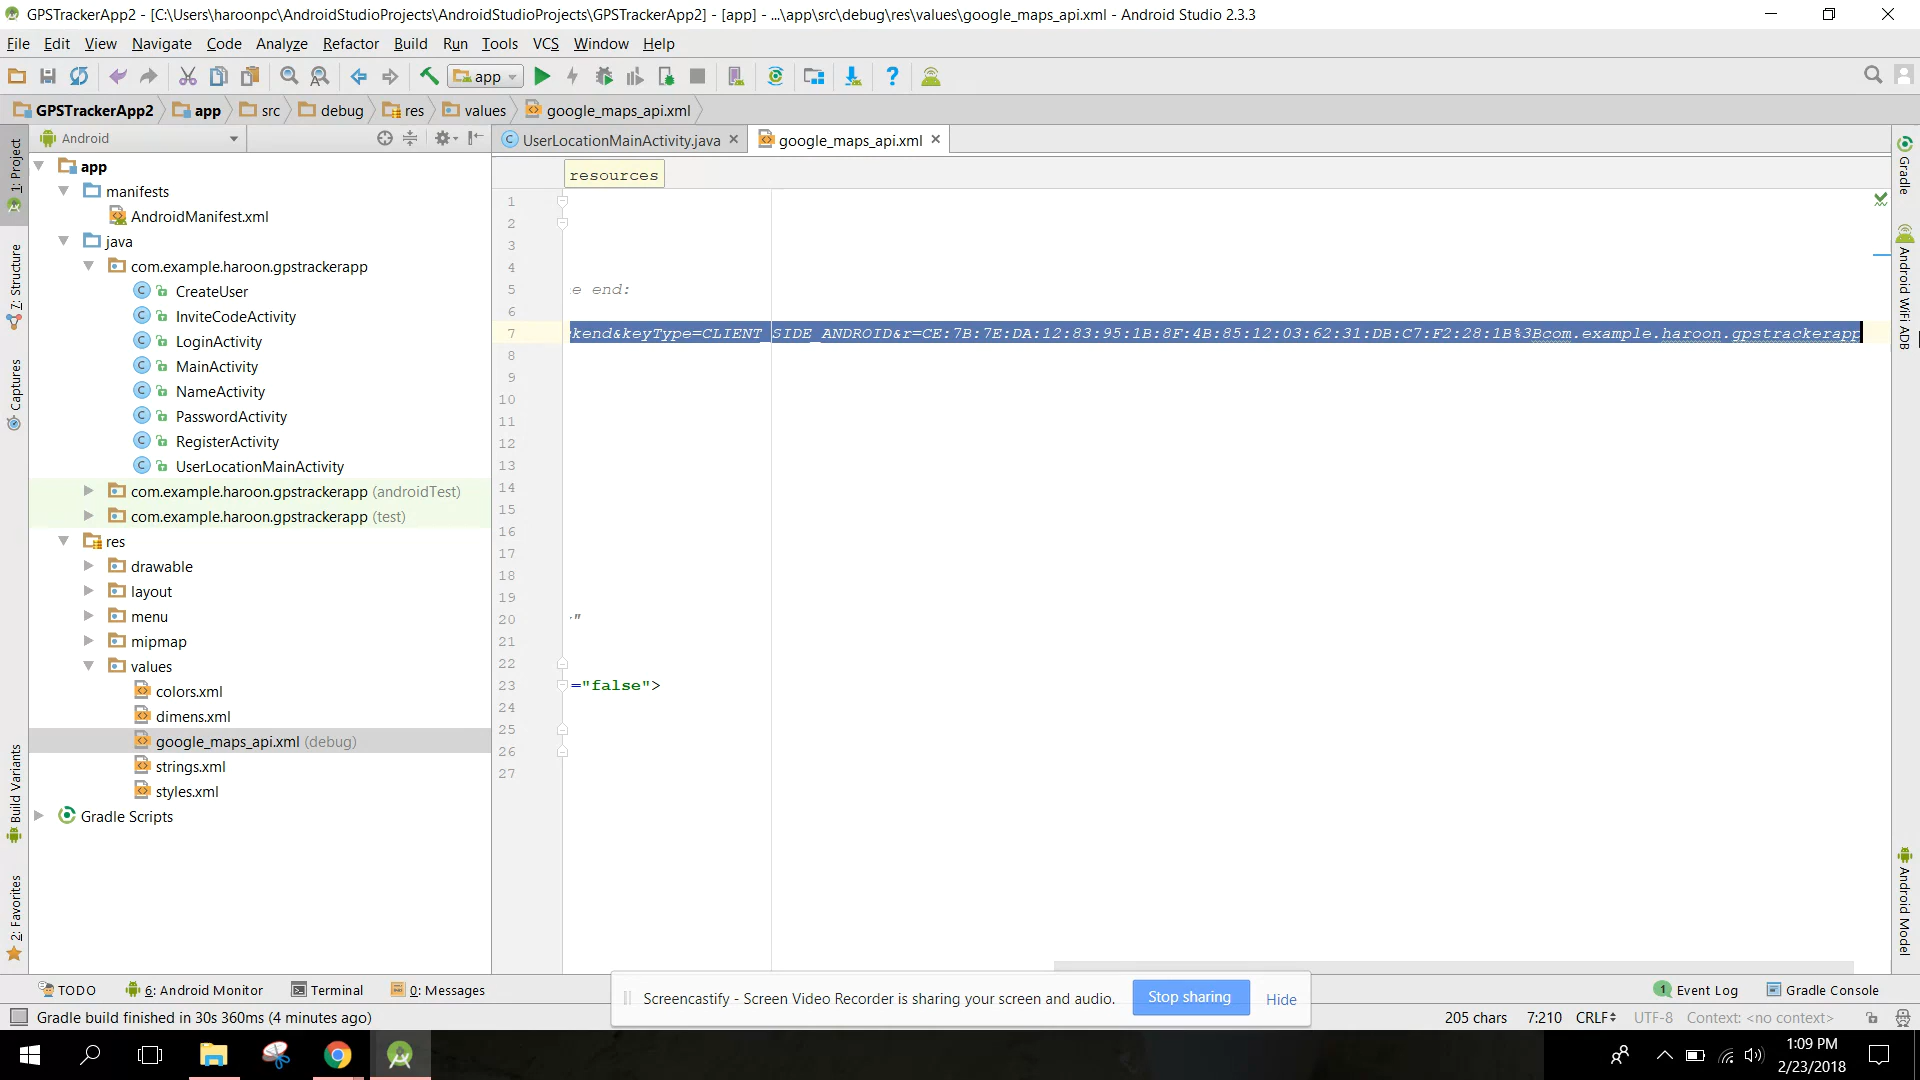 GPSTrackerApp2 - [C:\Users\haroonpc\AndroidStudioProjects\AndroidStudioProjects\GPSTrackerApp2] - [app] - ...\app\src\debug\res\values\google_maps_api.xml - Android Studio 2.3.3
File Edit View Navigate Code Analyze Refactor Build Run Tools VCS Window Help
app
GPSTrackerApp2 app src debug res values google_maps_api.xml
Android
UserLocationMainActivity.java
google_maps_api.xml
resources
1: Project
7: Structure
Captures
Build Variants
2: Favorites
app
manifests
AndroidManifest.xml
java
com.example.haroon.gpstrackerapp
CreateUser
InviteCodeActivity
LoginActivity
MainActivity
NameActivity
PasswordActivity
RegisterActivity
UserLocationMainActivity
com.example.haroon.gpstrackerapp (androidTest)
com.example.haroon.gpstrackerapp (test)
res
drawable
layout
menu
mipmap
values
colors.xml
dimens.xml
google_maps_api.xml (debug)
strings.xml
styles.xml
Gradle Scripts
1
2
3
4
5 e end:
6
7 kend&keyType=CLIENT_SIDE_ANDROID&r=CE:7B:7E:DA:12:83:95:1B:8F:4B:85:12:03:62:31:DB:C7:F2:28:1B%3Bcom.example.haroon.gpstrackerapp
8
9
10
11
12
13
14
15
16
17
18
19
20 "
21
22
23 ="false">
24
25
26
27
Gradle
Android WiFi ADB
Android Model
TODO 6: Android Monitor Terminal 0: Messages
1 Event Log Gradle Console
Screencastify - Screen Video Recorder is sharing your screen and audio. Stop sharing Hide
Gradle build finished in 30s 360ms (4 minutes ago)
205 chars 7:210 CRLF UTF-8 Context: <no context>
1:09 PM
2/23/2018